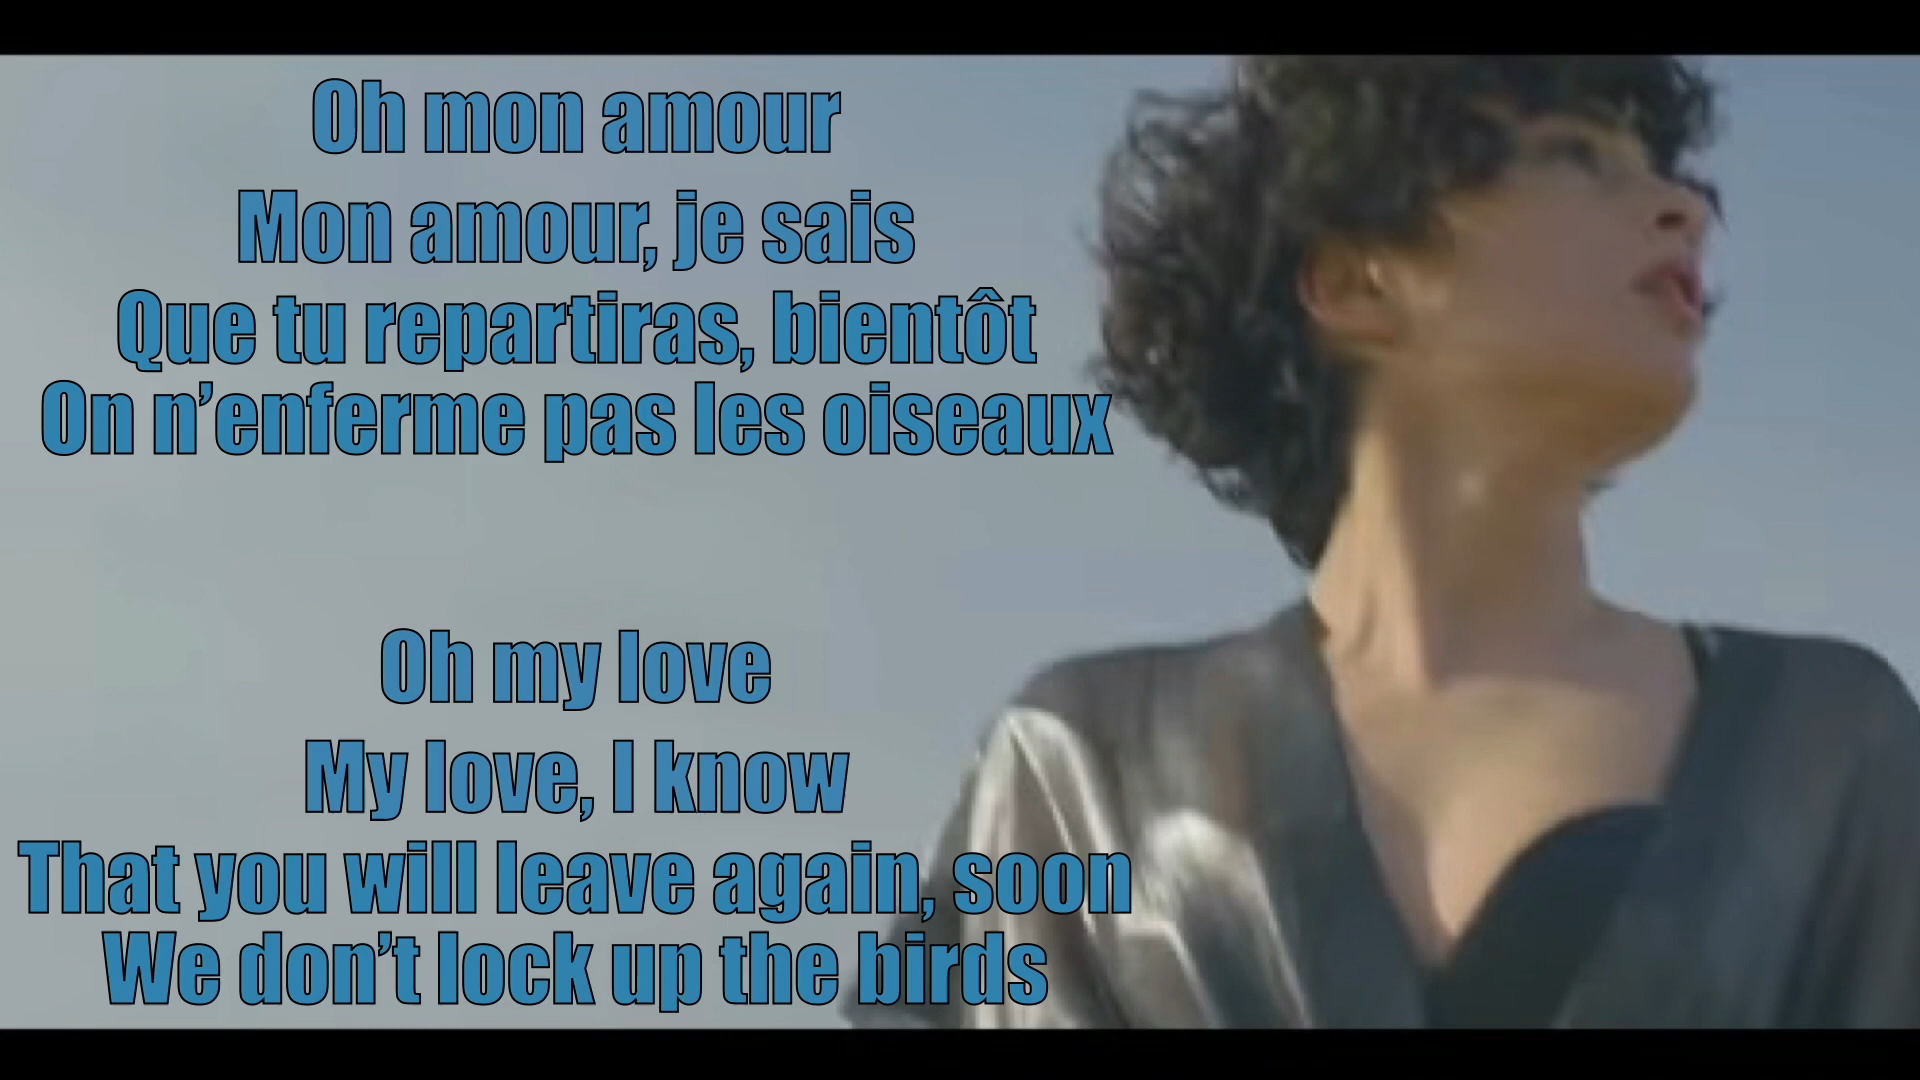 Oh mon amour
Mon amour, je sais
Que tu repartiras, bientôt
On n’enferme pas les oiseaux
Oh my love
My love, I know
That you will leave again, soon
We don’t lock up the birds